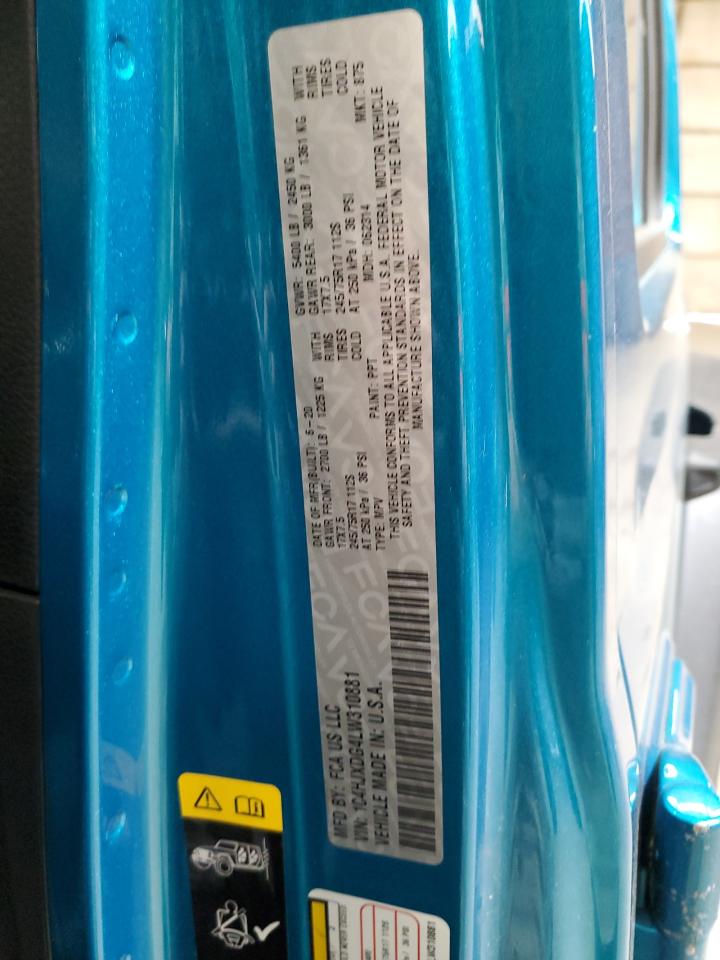 MFD BY: FCA US LLC
DATE OF MFR(BUILT): 6-20
GVWR: 5400 LB / 2450 KG
GAWR FRONT: 2700 LB / 1225 KG WITH
17X7.5 RIMS
245/75R17 112S TIRES
AT 250 kPa / 36 PSI COLD
GAWR REAR: 3000 LB / 1361 KG WITH
17X7.5 RIMS
245/75R17 112S TIRES
AT 250 kPa / 36 PSI COLD
VIN: 1C4HJXDG4LW310881
TYPE: MPV
PAINT: PPT
MDH: 062314
MKT: 875
VEHICLE MADE IN: U.S.A.
THIS VEHICLE CONFORMS TO ALL APPLICABLE U.S.A. FEDERAL MOTOR VEHICLE
SAFETY AND THEFT PREVENTION STANDARDS IN EFFECT ON THE DATE OF
MANUFACTURE SHOWN ABOVE.
FCA